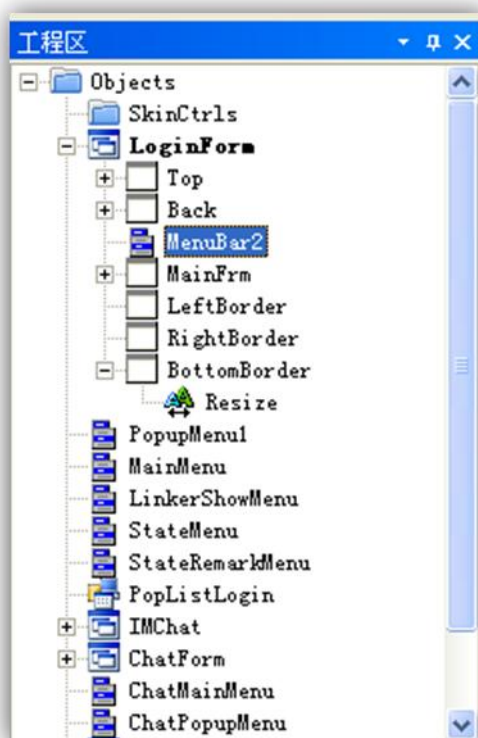 工程区
Objects
SkinCtrls
LoginForm
Top
Back
MenuBar2
MainFrm
LeftBorder
RightBorder
BottomBorder
Resize
PopupMenu1
MainMenu
LinkerShowMenu
StateMenu
StateRemarkMenu
PopListLogin
IMChat
ChatForm
ChatMainMenu
ChatPopupMenu